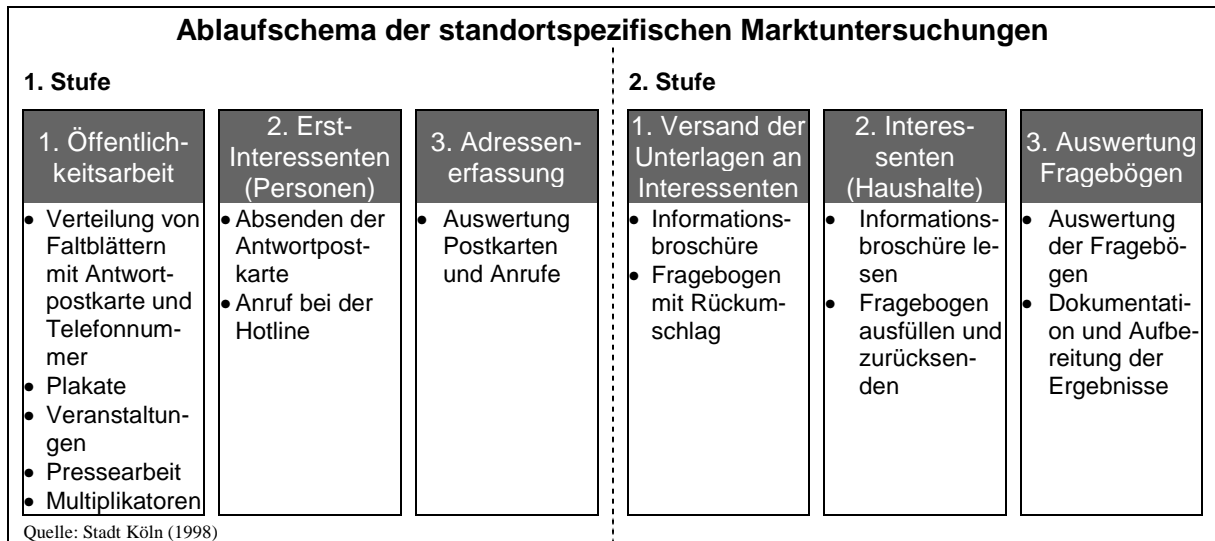 Ablaufschema der standortspezifischen Marktuntersuchungen
1. Stufe
1. Öffentlich-
keitsarbeit
• Verteilung von
Faltblättern
mit Antwort-
postkarte und
Telefonnum-
mer
• Plakate
• Veranstaltun-
gen
• Pressearbeit
• Multiplikatoren
2. Erst-
Interessenten
(Personen)
• Absenden der
Antwortpost-
karte
• Anruf bei der
Hotline
3. Adressen-
erfassung
• Auswertung
Postkarten
und Anrufe
2. Stufe
1. Versand der
Unterlagen an
Interessenten
• Informations-
broschüre
• Fragebogen
mit Rückum-
schlag
2. Interes-
senten
(Haushalte)
• Informations-
broschüre le-
sen
• Fragebogen
ausfüllen und
zurücksen-
den
3. Auswertung
Fragebögen
• Auswertung
der Fragebö-
gen
• Dokumentati-
on und Aufbe-
reitung der
Ergebnisse
Quelle: Stadt Köln (1998)